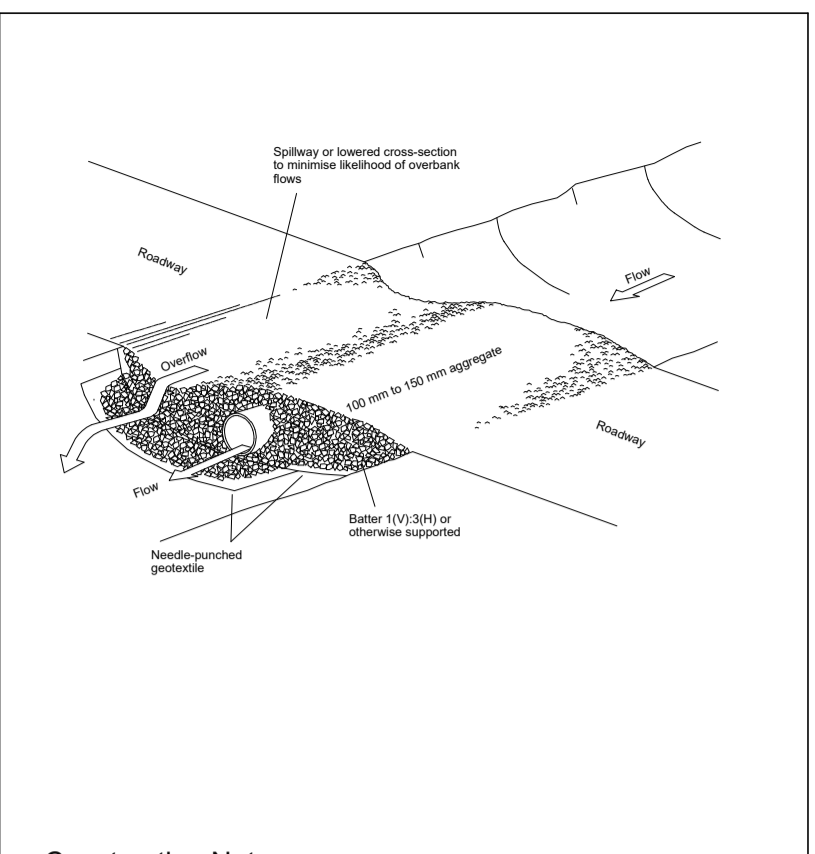 Spillway or lowered cross-section
to minimise likelihood of overbank
flows
Roadway
Flow
Overflow
100 mm to 150 mm aggregate
Roadway
Flow
Batter 1(V):3(H) or
otherwise supported
Needle-punched
geotextile